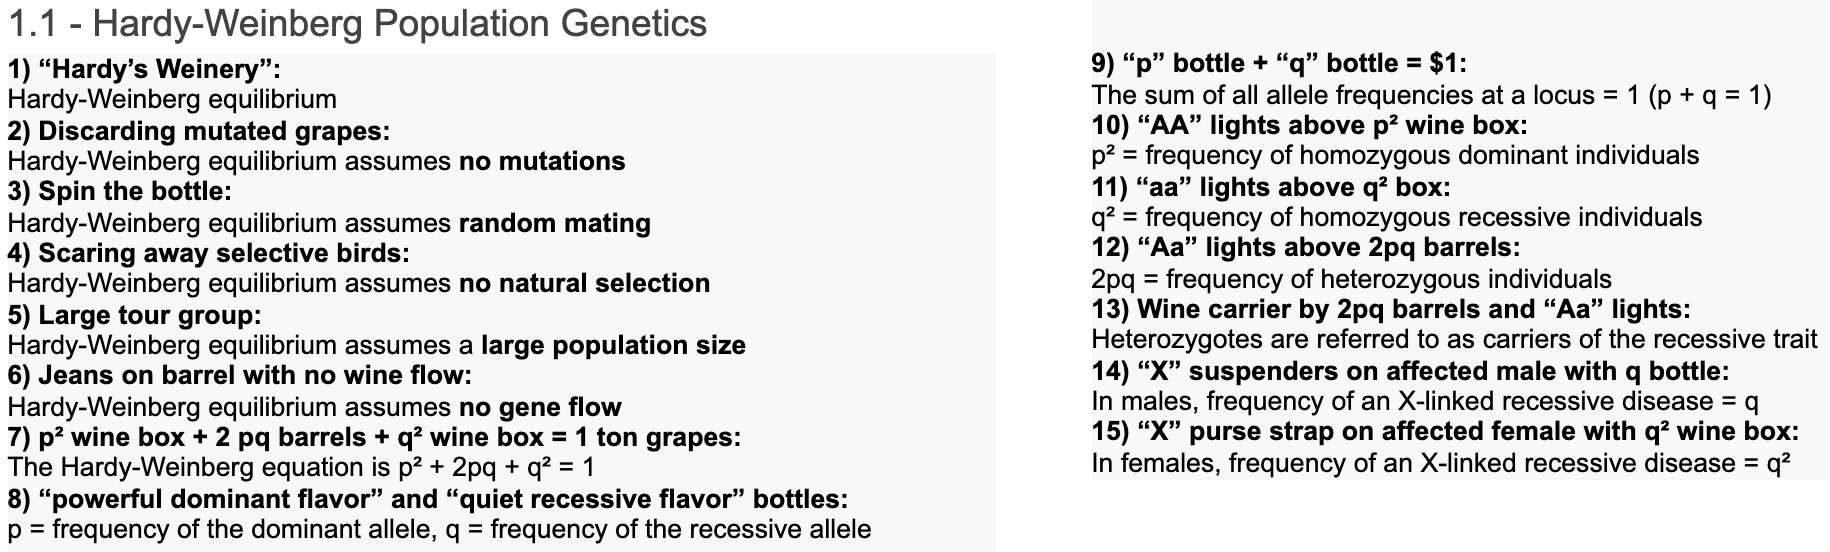 1.1 - Hardy-Weinberg Population Genetics
1) “Hardy’s Weinery”:
Hardy-Weinberg equilibrium
2) Discarding mutated grapes:
Hardy-Weinberg equilibrium assumes no mutations
3) Spin the bottle:
Hardy-Weinberg equilibrium assumes random mating
4) Scaring away selective birds:
Hardy-Weinberg equilibrium assumes no natural selection
5) Large tour group:
Hardy-Weinberg equilibrium assumes a large population size
6) Jeans on barrel with no wine flow:
Hardy-Weinberg equilibrium assumes no gene flow
7) p² wine box + 2 pq barrels + q² wine box = 1 ton grapes:
The Hardy-Weinberg equation is p² + 2pq + q² = 1
8) “powerful dominant flavor” and “quiet recessive flavor” bottles:
p = frequency of the dominant allele, q = frequency of the recessive allele
9) “p” bottle + “q” bottle = $1:
The sum of all allele frequencies at a locus = 1 (p + q = 1)
10) “AA” lights above p² wine box:
p² = frequency of homozygous dominant individuals
11) “aa” lights above q² box:
q² = frequency of homozygous recessive individuals
12) “Aa” lights above 2pq barrels:
2pq = frequency of heterozygous individuals
13) Wine carrier by 2pq barrels and “Aa” lights:
Heterozygotes are referred to as carriers of the recessive trait
14) “X” suspenders on affected male with q bottle:
In males, frequency of an X-linked recessive disease = q
15) “X” purse strap on affected female with q² wine box:
In females, frequency of an X-linked recessive disease = q²